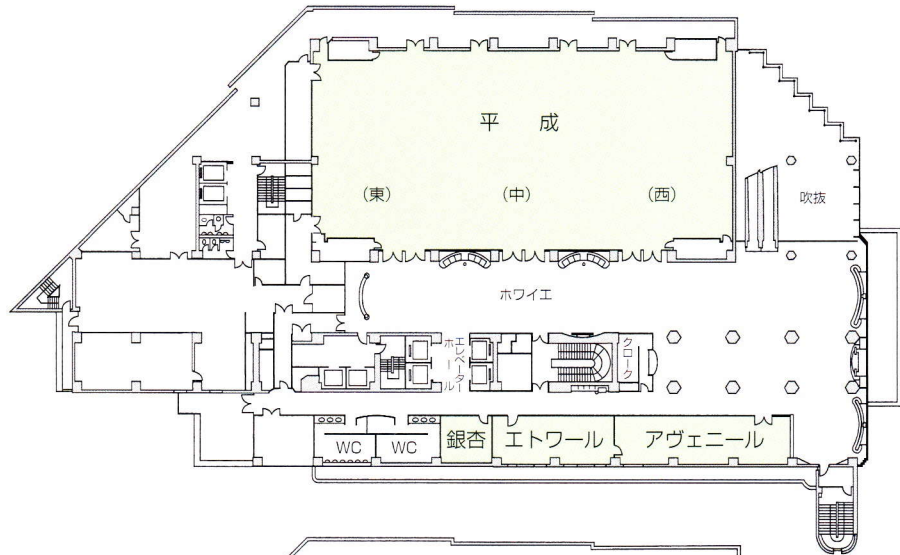 平 成
（東）
（中）
（西）
吹抜
ホワイエ
エレベーター
ホール
クローク
WC
WC
銀杏
エトワール
アヴェニール